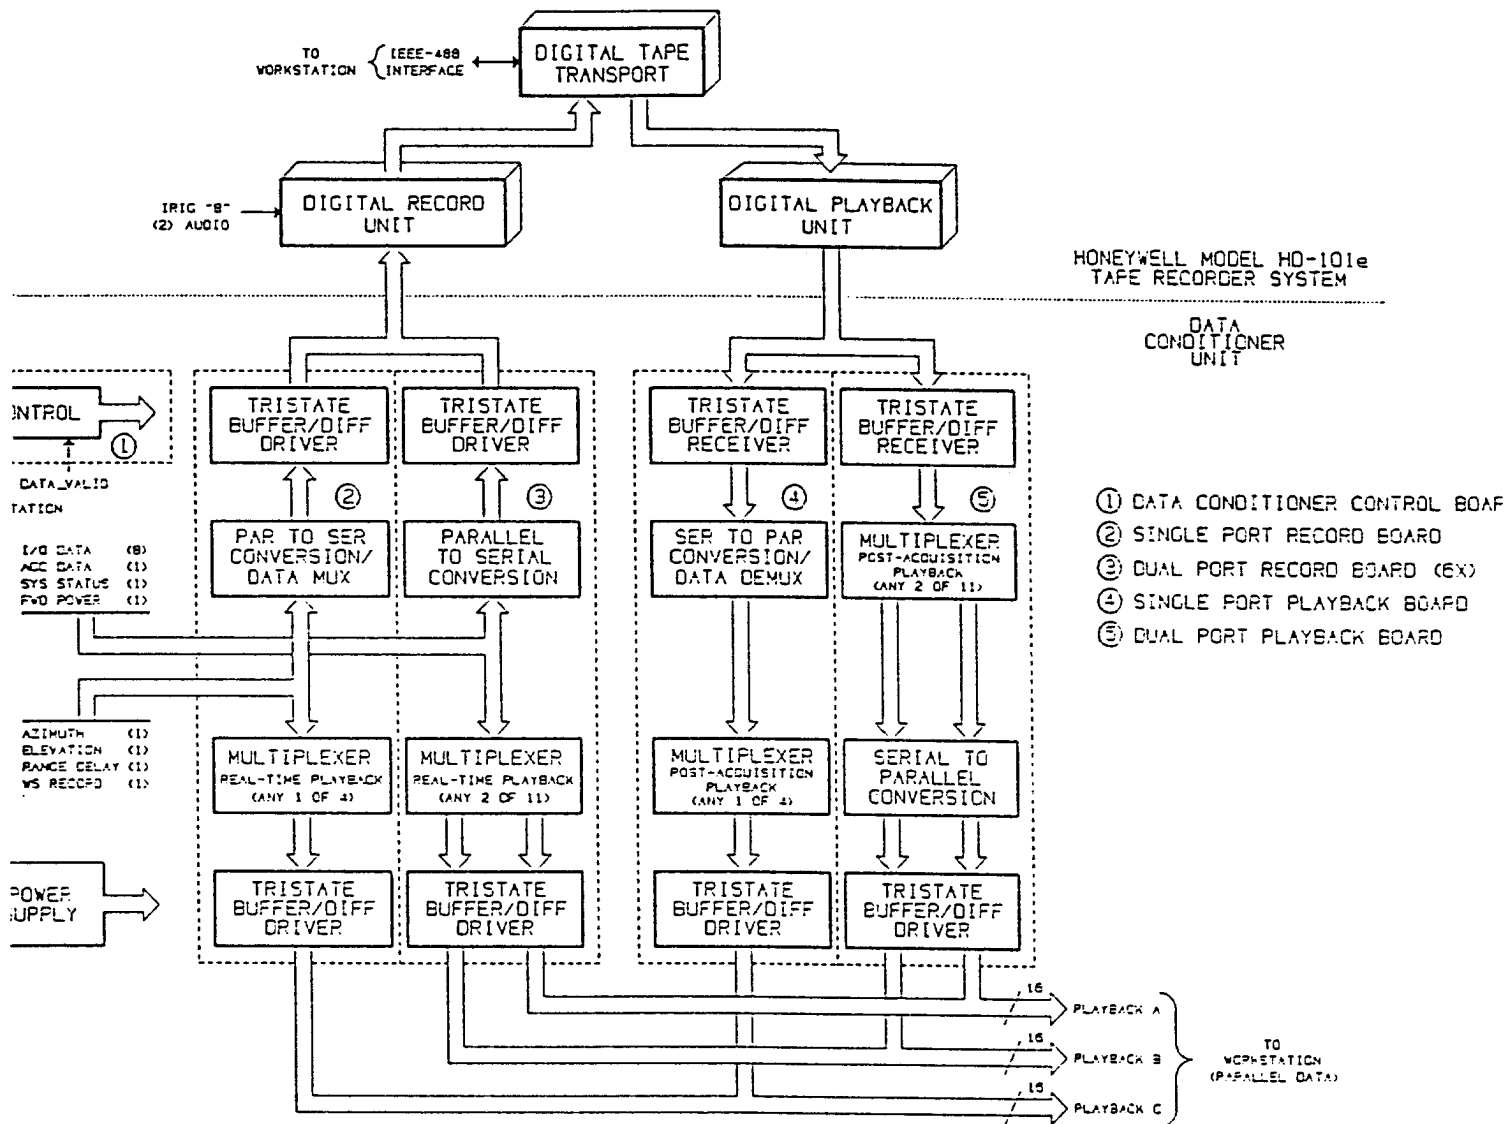 DIGITAL TAPE
TRANSPORT
TO
WORKSTATION
IEEE-488
INTERFACE
IRIG -B-
(2) AUDIO
DIGITAL RECORD
UNIT
DIGITAL PLAYBACK
UNIT
HONEYWELL MODEL HD-101e
TAPE RECORDER SYSTEM
DATA
CONDITIONER
UNIT
ONTROL
1
DATA_VALID
TATION
TRISTATE
BUFFER/DIFF
DRIVER
TRISTATE
BUFFER/DIFF
DRIVER
TRISTATE
BUFFER/DIFF
RECEIVER
TRISTATE
BUFFER/DIFF
RECEIVER
2
3
4
5
PAR TO SER
CONVERSION/
DATA MUX
PARALLEL
TO SERIAL
CONVERSION
SER TO PAR
CONVERSION/
DATA DEMUX
MULTIPLEXER
POST-ACQUISITION
PLAYBACK
(ANY 2 OF 11)
1 DATA CONDITIONER CONTROL BOAR
2 SINGLE PORT RECORD BOARD
3 DUAL PORT RECORD BOARD (6X)
4 SINGLE PORT PLAYBACK BOARD
5 DUAL PORT PLAYBACK BOARD
I/Q DATA (8)
AGC DATA (1)
SYS STATUS (1)
FWD POWER (1)
AZIMUTH (1)
ELEVATION (1)
RANGE DELAY (1)
WS RECORD (1)
MULTIPLEXER
REAL-TIME PLAYBACK
(ANY 1 OF 4)
MULTIPLEXER
REAL-TIME PLAYBACK
(ANY 2 OF 11)
MULTIPLEXER
POST-ACQUISITION
PLAYBACK
(ANY 1 OF 4)
SERIAL TO
PARALLEL
CONVERSION
POWER
UPPLY
TRISTATE
BUFFER/DIFF
DRIVER
TRISTATE
BUFFER/DIFF
DRIVER
TRISTATE
BUFFER/DIFF
DRIVER
TRISTATE
BUFFER/DIFF
DRIVER
16
PLAYBACK A
16
PLAYBACK B
16
PLAYBACK C
TO
WORKSTATION
(PARALLEL DATA)